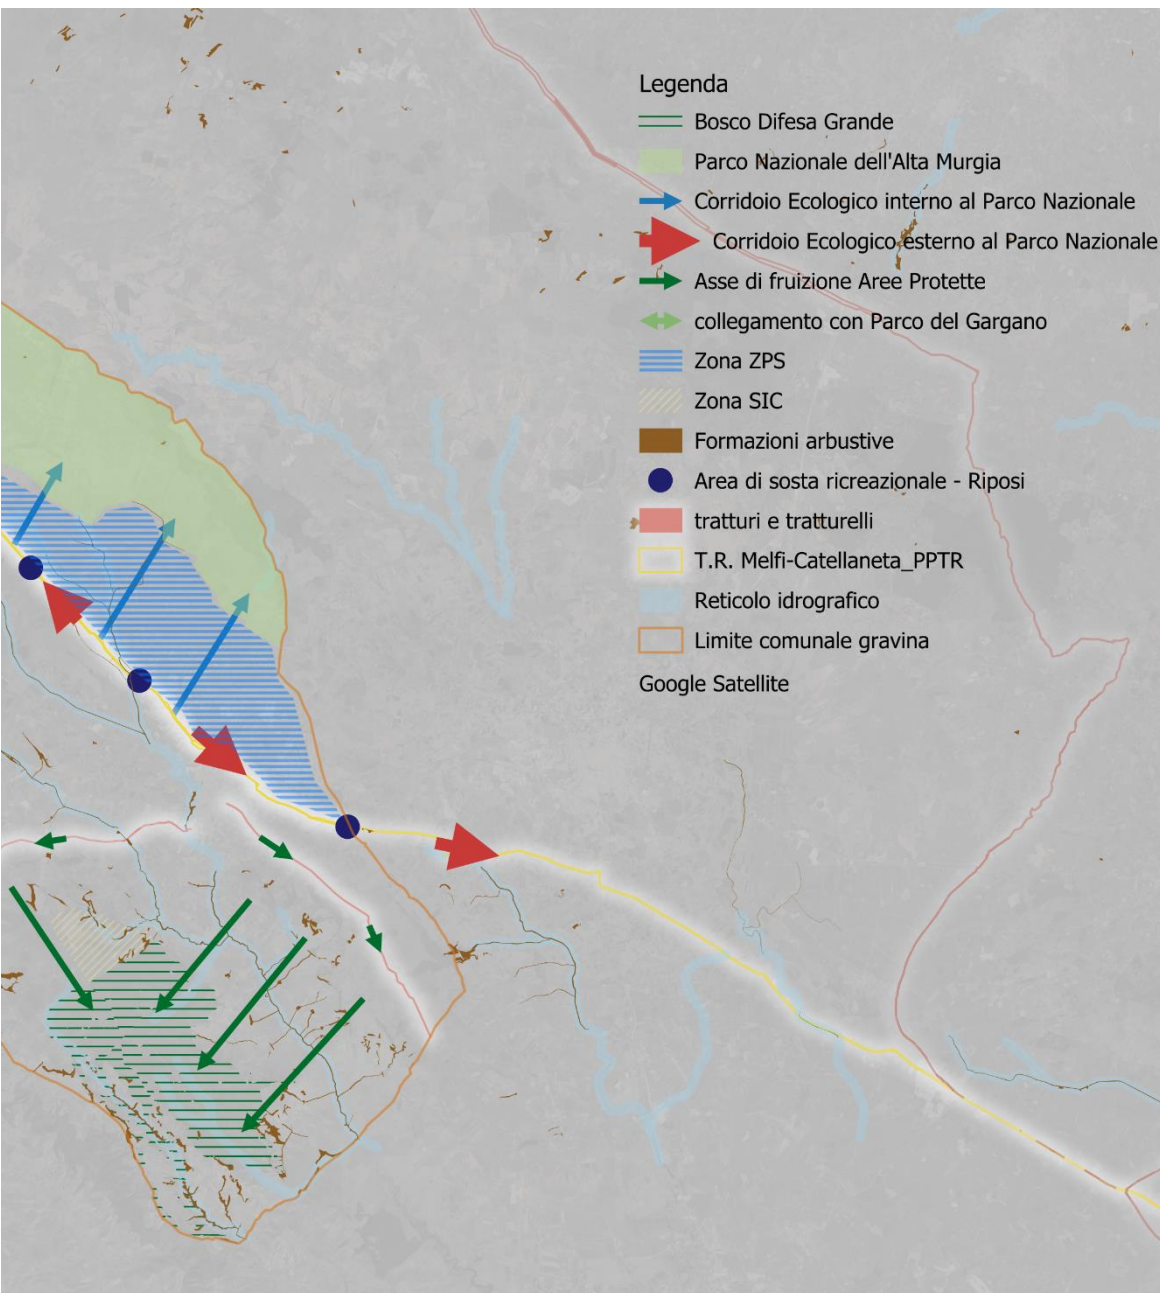 Legenda
Bosco Difesa Grande
Parco Nazionale dell'Alta Murgia
Corridoio Ecologico interno al Parco Nazionale
Corridoio Ecologico esterno al Parco Nazionale
Asse di fruizione Aree Protette
collegamento con Parco del Gargano
Zona ZPS
Zona SIC
Formazioni arbustive
Area di sosta ricreazionale - Riposi
tratturi e tratturelli
T.R. Melfi-Catellaneta_PPTR
Reticolo idrografico
Limite comunale gravina
Google Satellite